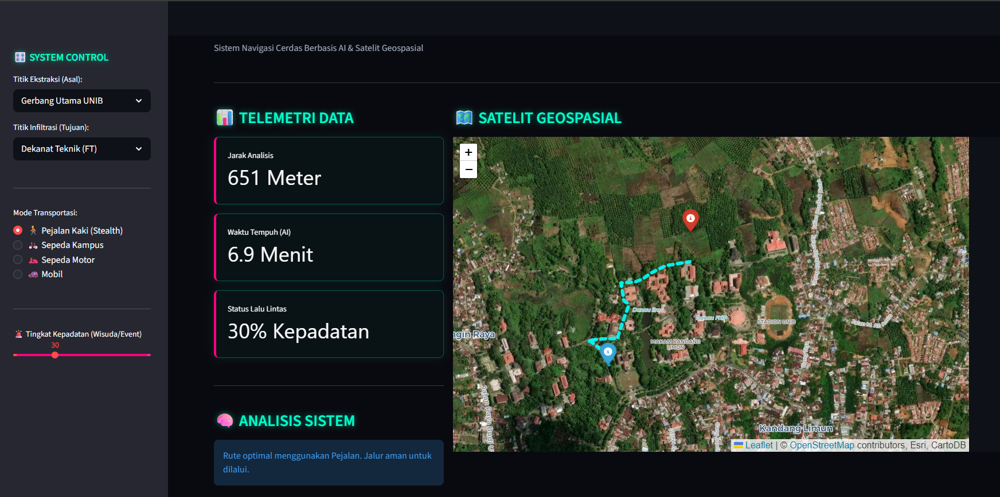 SYSTEM CONTROL
Titik Ekstraksi (Asal):
Gerbang Utama UNIB
Titik Infiltrasi (Tujuan):
Dekanat Teknik (FT)
Mode Transportasi:
Pejalan Kaki (Stealth)
Sepeda Kampus
Sepeda Motor
Mobil
Tingkat Kepadatan (Wisuda/Event)
30
Sistem Navigasi Cerdas Berbasis AI & Satelit Geospasial
TELEMETRI DATA
Jarak Analisis
651 Meter
Waktu Tempuh (AI)
6.9 Menit
Status Lalu Lintas
30% Kepadatan
ANALISIS SISTEM
Rute optimal menggunakan Pejalan. Jalur aman untuk
dilalui.
SATELIT GEOSPASIAL
+
−
Danau Ilmu
Danau FKIP
STADION UNIB
MAKAM KANDANG
LIMUN
ngin Raya
Jalan M. Ali Amin
Jalan Raya Budi U
Kandang Limun
Leaflet | © OpenStreetMap contributors, Esri, CartoDB